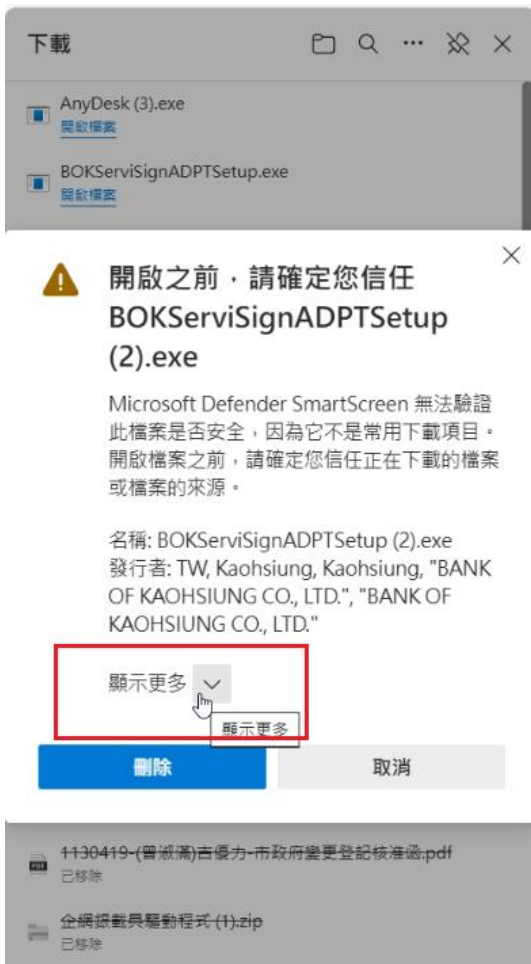 下載
AnyDesk (3).exe
開啟檔案
BOKServiSignADPTSetup.exe
開啟檔案
開啟之前，請確定您信任
BOKServiSignADPTSetup
(2).exe
Microsoft Defender SmartScreen 無法驗證
此檔案是否安全，因為它不是常用下載項目。
開啟檔案之前，請確定您信任正在下載的檔案
或檔案的來源。
名稱: BOKServiSignADPTSetup (2).exe
發行者: TW, Kaohsiung, Kaohsiung, "BANK
OF KAOHSIUNG CO., LTD.", "BANK OF
KAOHSIUNG CO., LTD."
顯示更多
顯示更多
刪除
取消
1130419-(曾淑滿)吉優力-市政府變更登記核准函.pdf
已移除
企網銀載具驅動程式 (1).zip
已移除